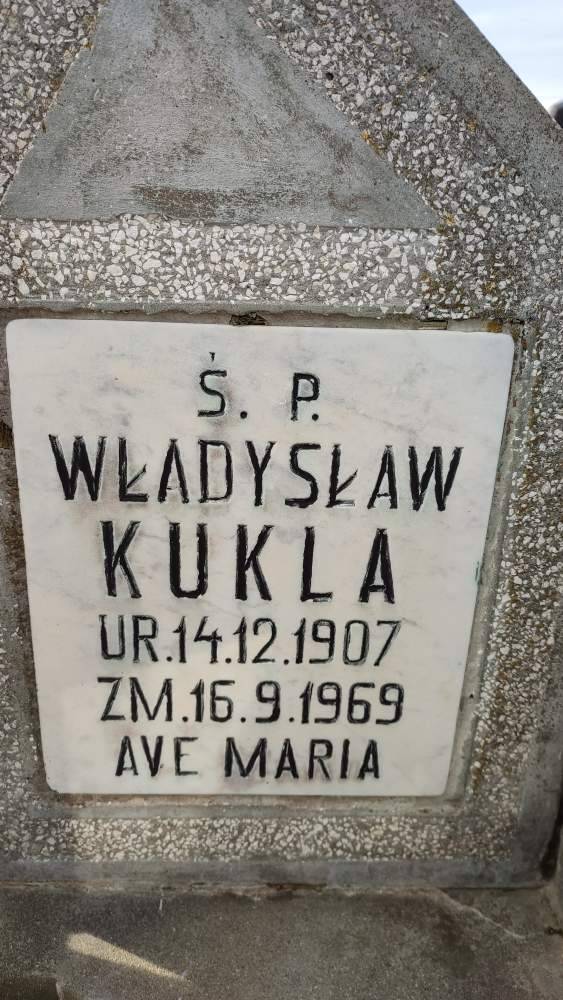 Ś. P.
WŁADYSŁAW
KUKLA
UR.14.12.1907
ZM.16.9.1969
AVE MARIA